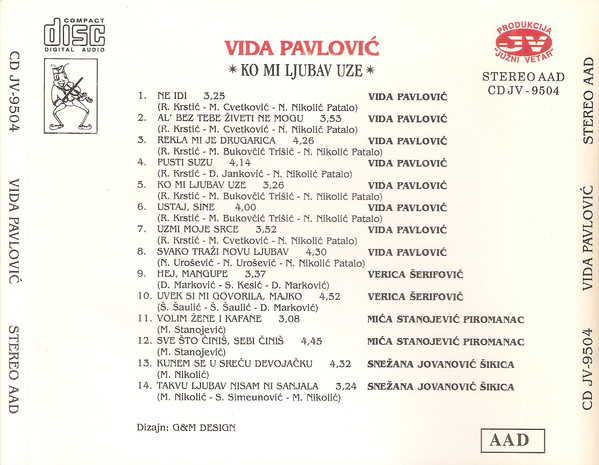 COMPACT
disc
DIGITAL AUDIO
VIDA PAVLOVIĆ
* KO MI LJUBAV UZE *
PRODUKCIJA
JV
"JUŽNI VETAR"
STEREO AAD
CD JV - 9504
1. NE IDI 3,25 VIDA PAVLOVIĆ
(R. Krstić - M. Cvetković - N. Nikolić Patalo)
2. AL' BEZ TEBE ŽIVETI NE MOGU 3,53 VIDA PAVLOVIĆ
(R. Krstić - M. Cvetković - N. Nikolić Patalo)
3. REKLA MI JE DRUGARICA 4,26 VIDA PAVLOVIĆ
(R. Krstić - M. Bukovčić Trišić - N. Nikolić Patalo)
4. PUSTI SUZU 4,14 VIDA PAVLOVIĆ
(R. Krstić - D. Janković - N. Nikolić Patalo)
5. KO MI LJUBAV UZE 3,26 VIDA PAVLOVIĆ
(R. Krstić - M. Bukovčić Trišić - N. Nikolić Patalo)
6. USTAJ, SINE 4,00 VIDA PAVLOVIĆ
(R. Krstić - M. Bukovčić Trišić - N. Nikolić Patalo)
7. UZMI MOJE SRCE 3,52 VIDA PAVLOVIĆ
(R. Krstić - M. Cvetković - N. Nikolić Patalo)
8. SVAKO TRAŽI NOVU LJUBAV 4,30 VIDA PAVLOVIĆ
(N. Urošević - N. Urošević - N. Nikolić Patalo)
9. HEJ, MANGUPE 3,37 VERICA ŠERIFOVIĆ
(D. Marković - S. Kesić - D. Marković)
10. UVEK SI MI GOVORILA, MAJKO 4,52 VERICA ŠERIFOVIĆ
(Š. Šaulić - Š. Šaulić - D. Marković)
11. VOLIM ŽENE I KAFANE 3,08 MIĆA STANOJEVIĆ PIROMANAC
(M. Stanojević)
12. SVE ŠTO ČINIŠ, SEBI ČINIŠ 4,45 MIĆA STANOJEVIĆ PIROMANAC
(M. Stanojević)
13. KUNEM SE U SREĆU DEVOJAČKU 4,32 SNEŽANA JOVANOVIĆ ŠIKICA
(M. Nikolić)
14. TAKVU LJUBAV NISAM NI SANJALA 3,24 SNEŽANA JOVANOVIĆ ŠIKICA
(M. Nikolić - S. Simeunović - M. Nikolić)
Dizajn: G&M DESIGN
AAD
CD JV-9504 VIDA PAVLOVIĆ STEREO AAD
STEREO AAD VIDA PAVLOVIĆ CD JV-9504